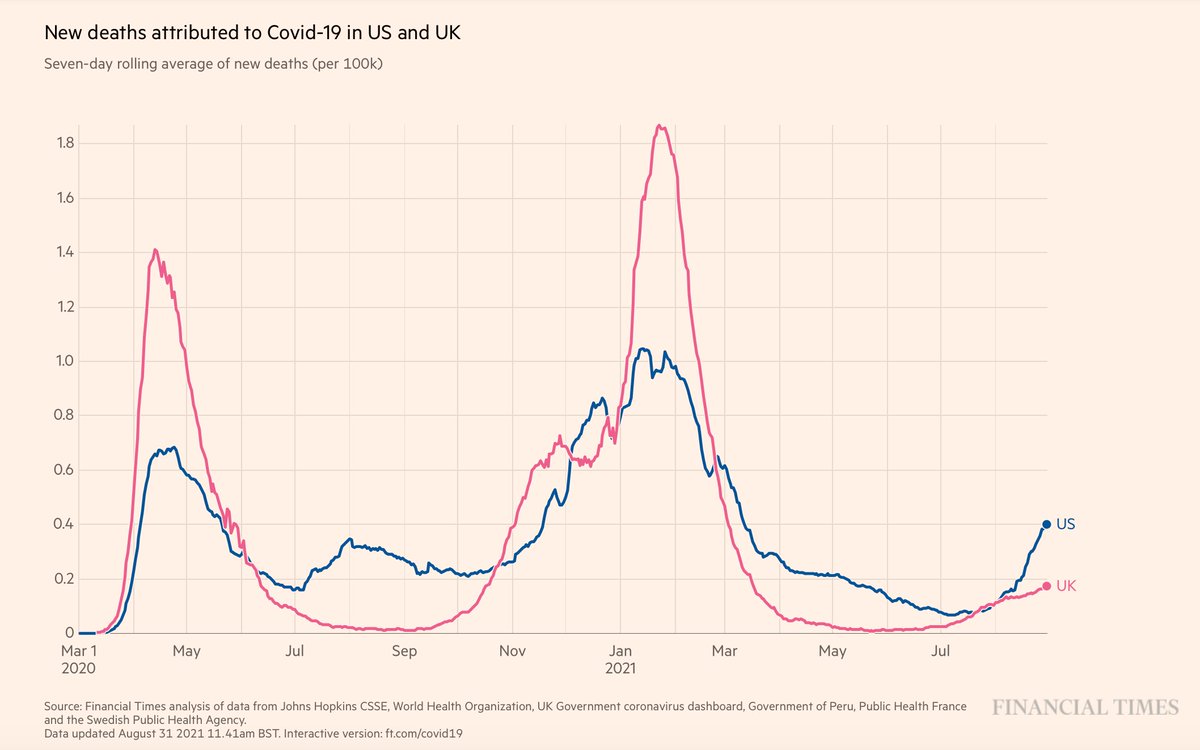 New deaths attributed to Covid-19 in US and UK
Seven-day rolling average of new deaths (per 100k)
1.8
1.6
1.4
1.2
1.0
0.8
0.6
0.4
0.2
0
US
UK
Mar 1 May Jul Sep Nov Jan Mar May Jul
2020 2021
Source: Financial Times analysis of data from Johns Hopkins CSSE, World Health Organization, UK Government coronavirus dashboard, Government of Peru, Public Health France
and the Swedish Public Health Agency.
Data updated August 31 2021 11.41am BST. Interactive version: ft.com/covid19
FINANCIAL TIMES